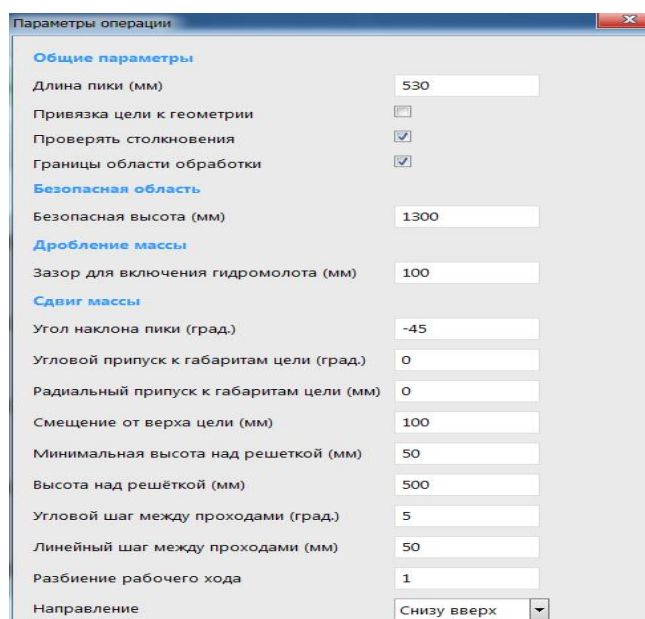 Параметры операции
Общие параметры
Длина пики (мм) 530
Привязка цели к геометрии
Проверять столкновения
Границы области обработки
Безопасная область
Безопасная высота (мм) 1300
Дробление массы
Зазор для включения гидромолота (мм) 100
Сдвиг массы
Угол наклона пики (град.) -45
Угловой припуск к габаритам цели (град.) 0
Радиальный припуск к габаритам цели (мм) 0
Смещение от верха цели (мм) 100
Минимальная высота над решеткой (мм) 50
Высота над решёткой (мм) 500
Угловой шаг между проходами (град.) 5
Линейный шаг между проходами (мм) 50
Разбиение рабочего хода 1
Направление Снизу вверх